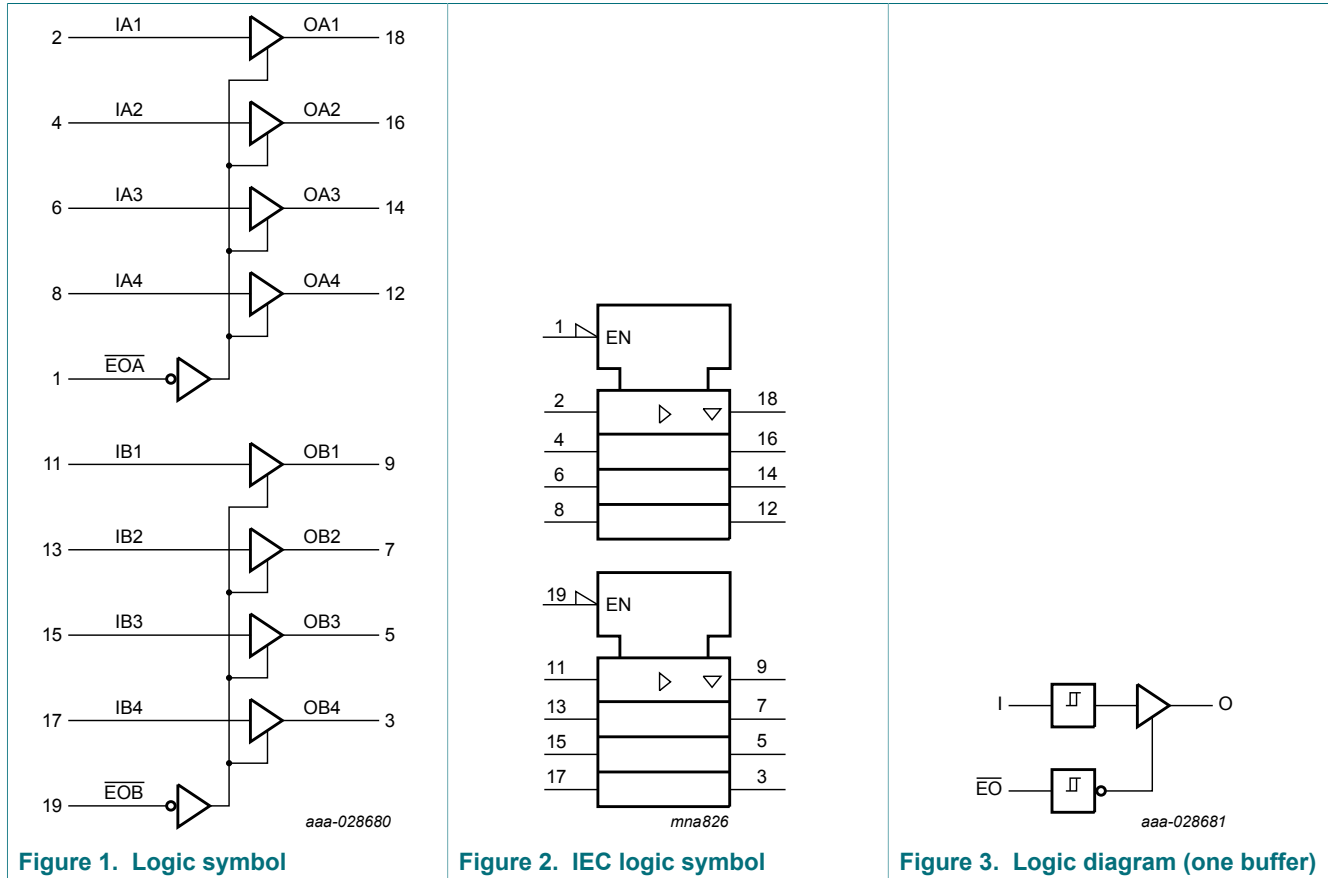 2 IA1 OA1 18
4 IA2 OA2 16
6 IA3 OA3 14
8 IA4 OA4 12
1 EOA
11 IB1 OB1 9
13 IB2 OB2 7
15 IB3 OB3 5
17 IB4 OB4 3
19 EOB
aaa-028680
Figure 1. Logic symbol
1 EN
2 18
4 16
6 14
8 12
19 EN
11 9
13 7
15 5
17 3
mna826
Figure 2. IEC logic symbol
I O
EO
aaa-028681
Figure 3. Logic diagram (one buffer)